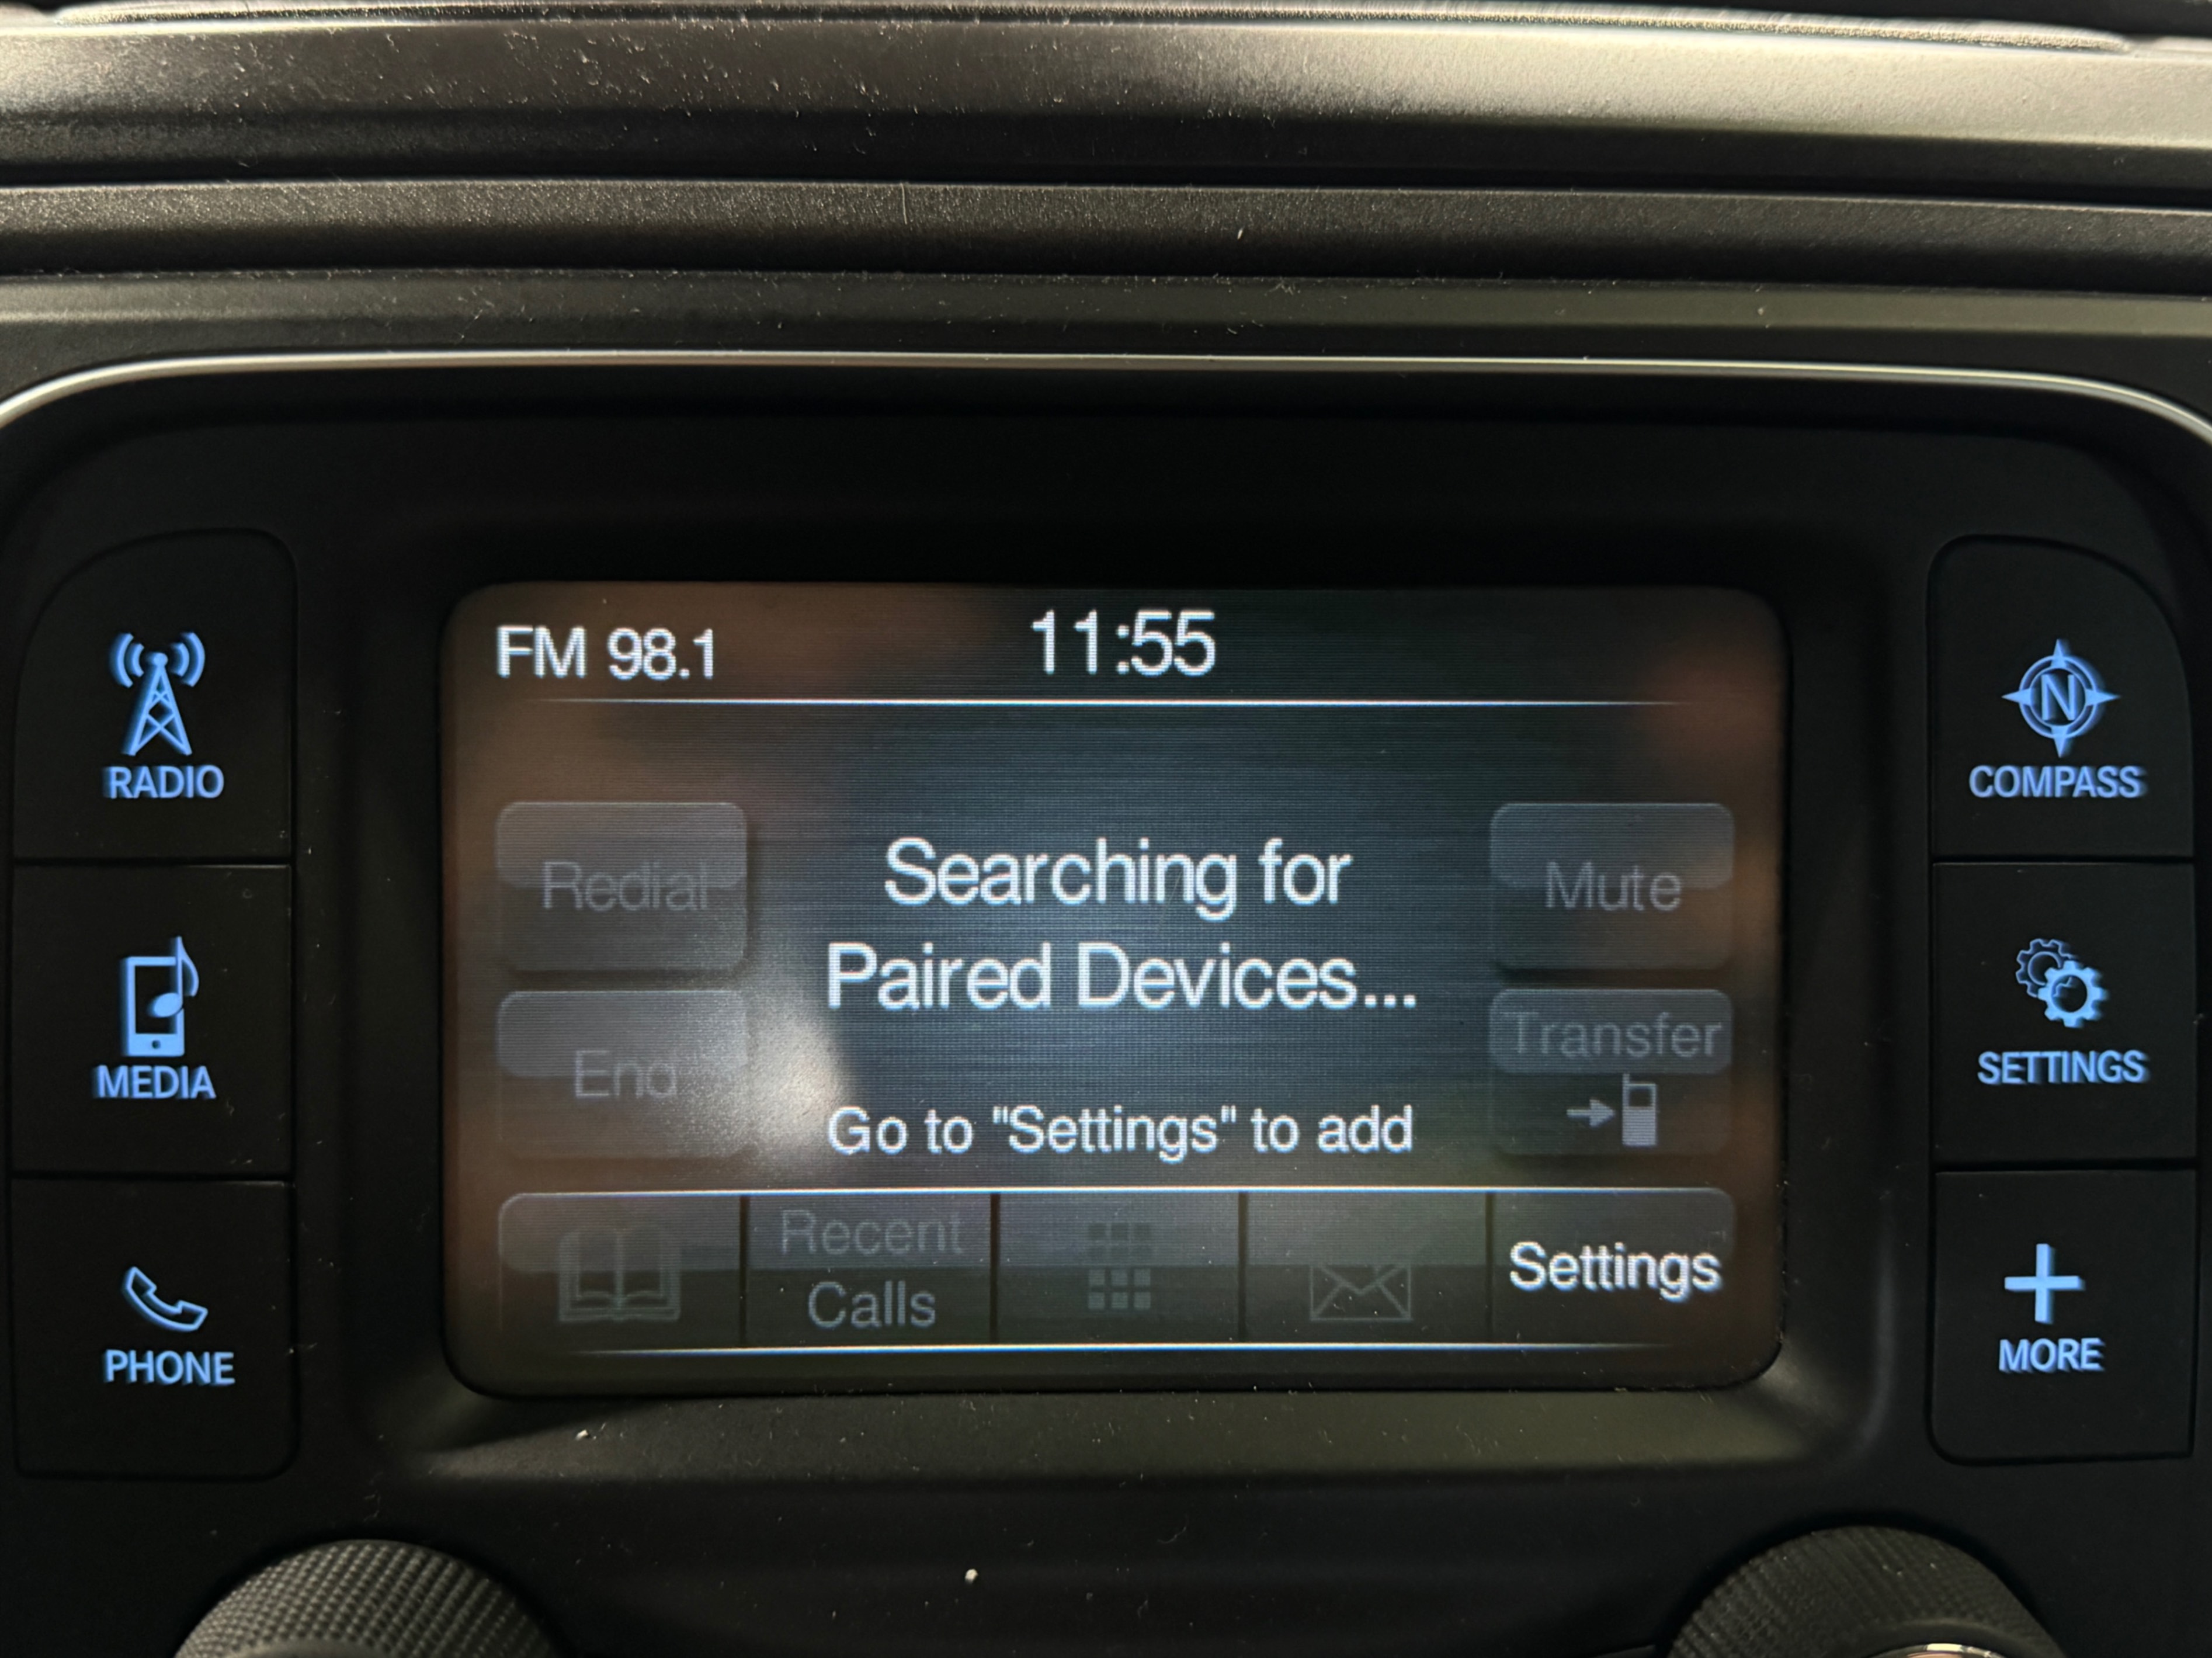 FM 98.1
11:55
RADIO
COMPASS
Redial
Searching for
Paired Devices...
Mute
MEDIA
End
Transfer
SETTINGS
Go to "Settings" to add
Recent
Calls
Settings
PHONE
MORE
N